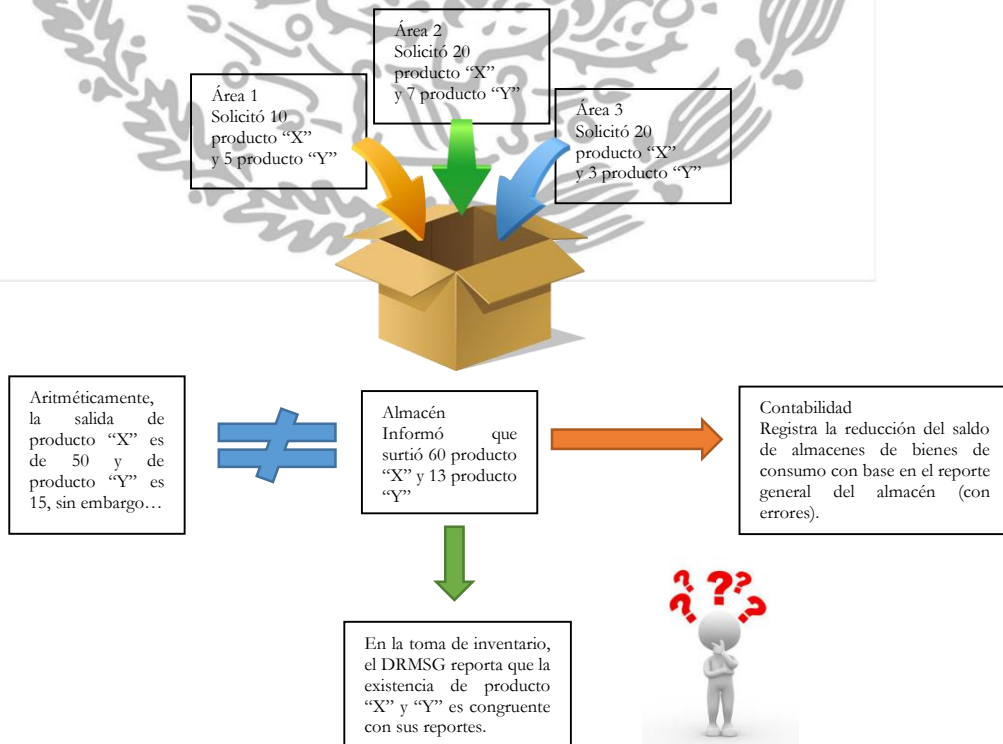 Área 2
Solicitó 20
producto “X”
y 7 producto “Y”
Área 1
Solicitó 10
producto “X”
y 5 producto “Y”
Área 3
Solicitó 20
producto “X”
y 3 producto “Y”
Aritméticamente,
la salida de
producto “X” es
de 50 y de
producto “Y” es
15, sin embargo…
Almacén
Informó que
surtió 60 producto
“X” y 13 producto
“Y”
Contabilidad
Registra la reducción del saldo
de almacenes de bienes de
consumo con base en el reporte
general del almacén (con
errores).
En la toma de inventario,
el DRMSG reporta que la
existencia de producto
“X” y “Y” es congruente
con sus reportes.
? ? ? ? ?